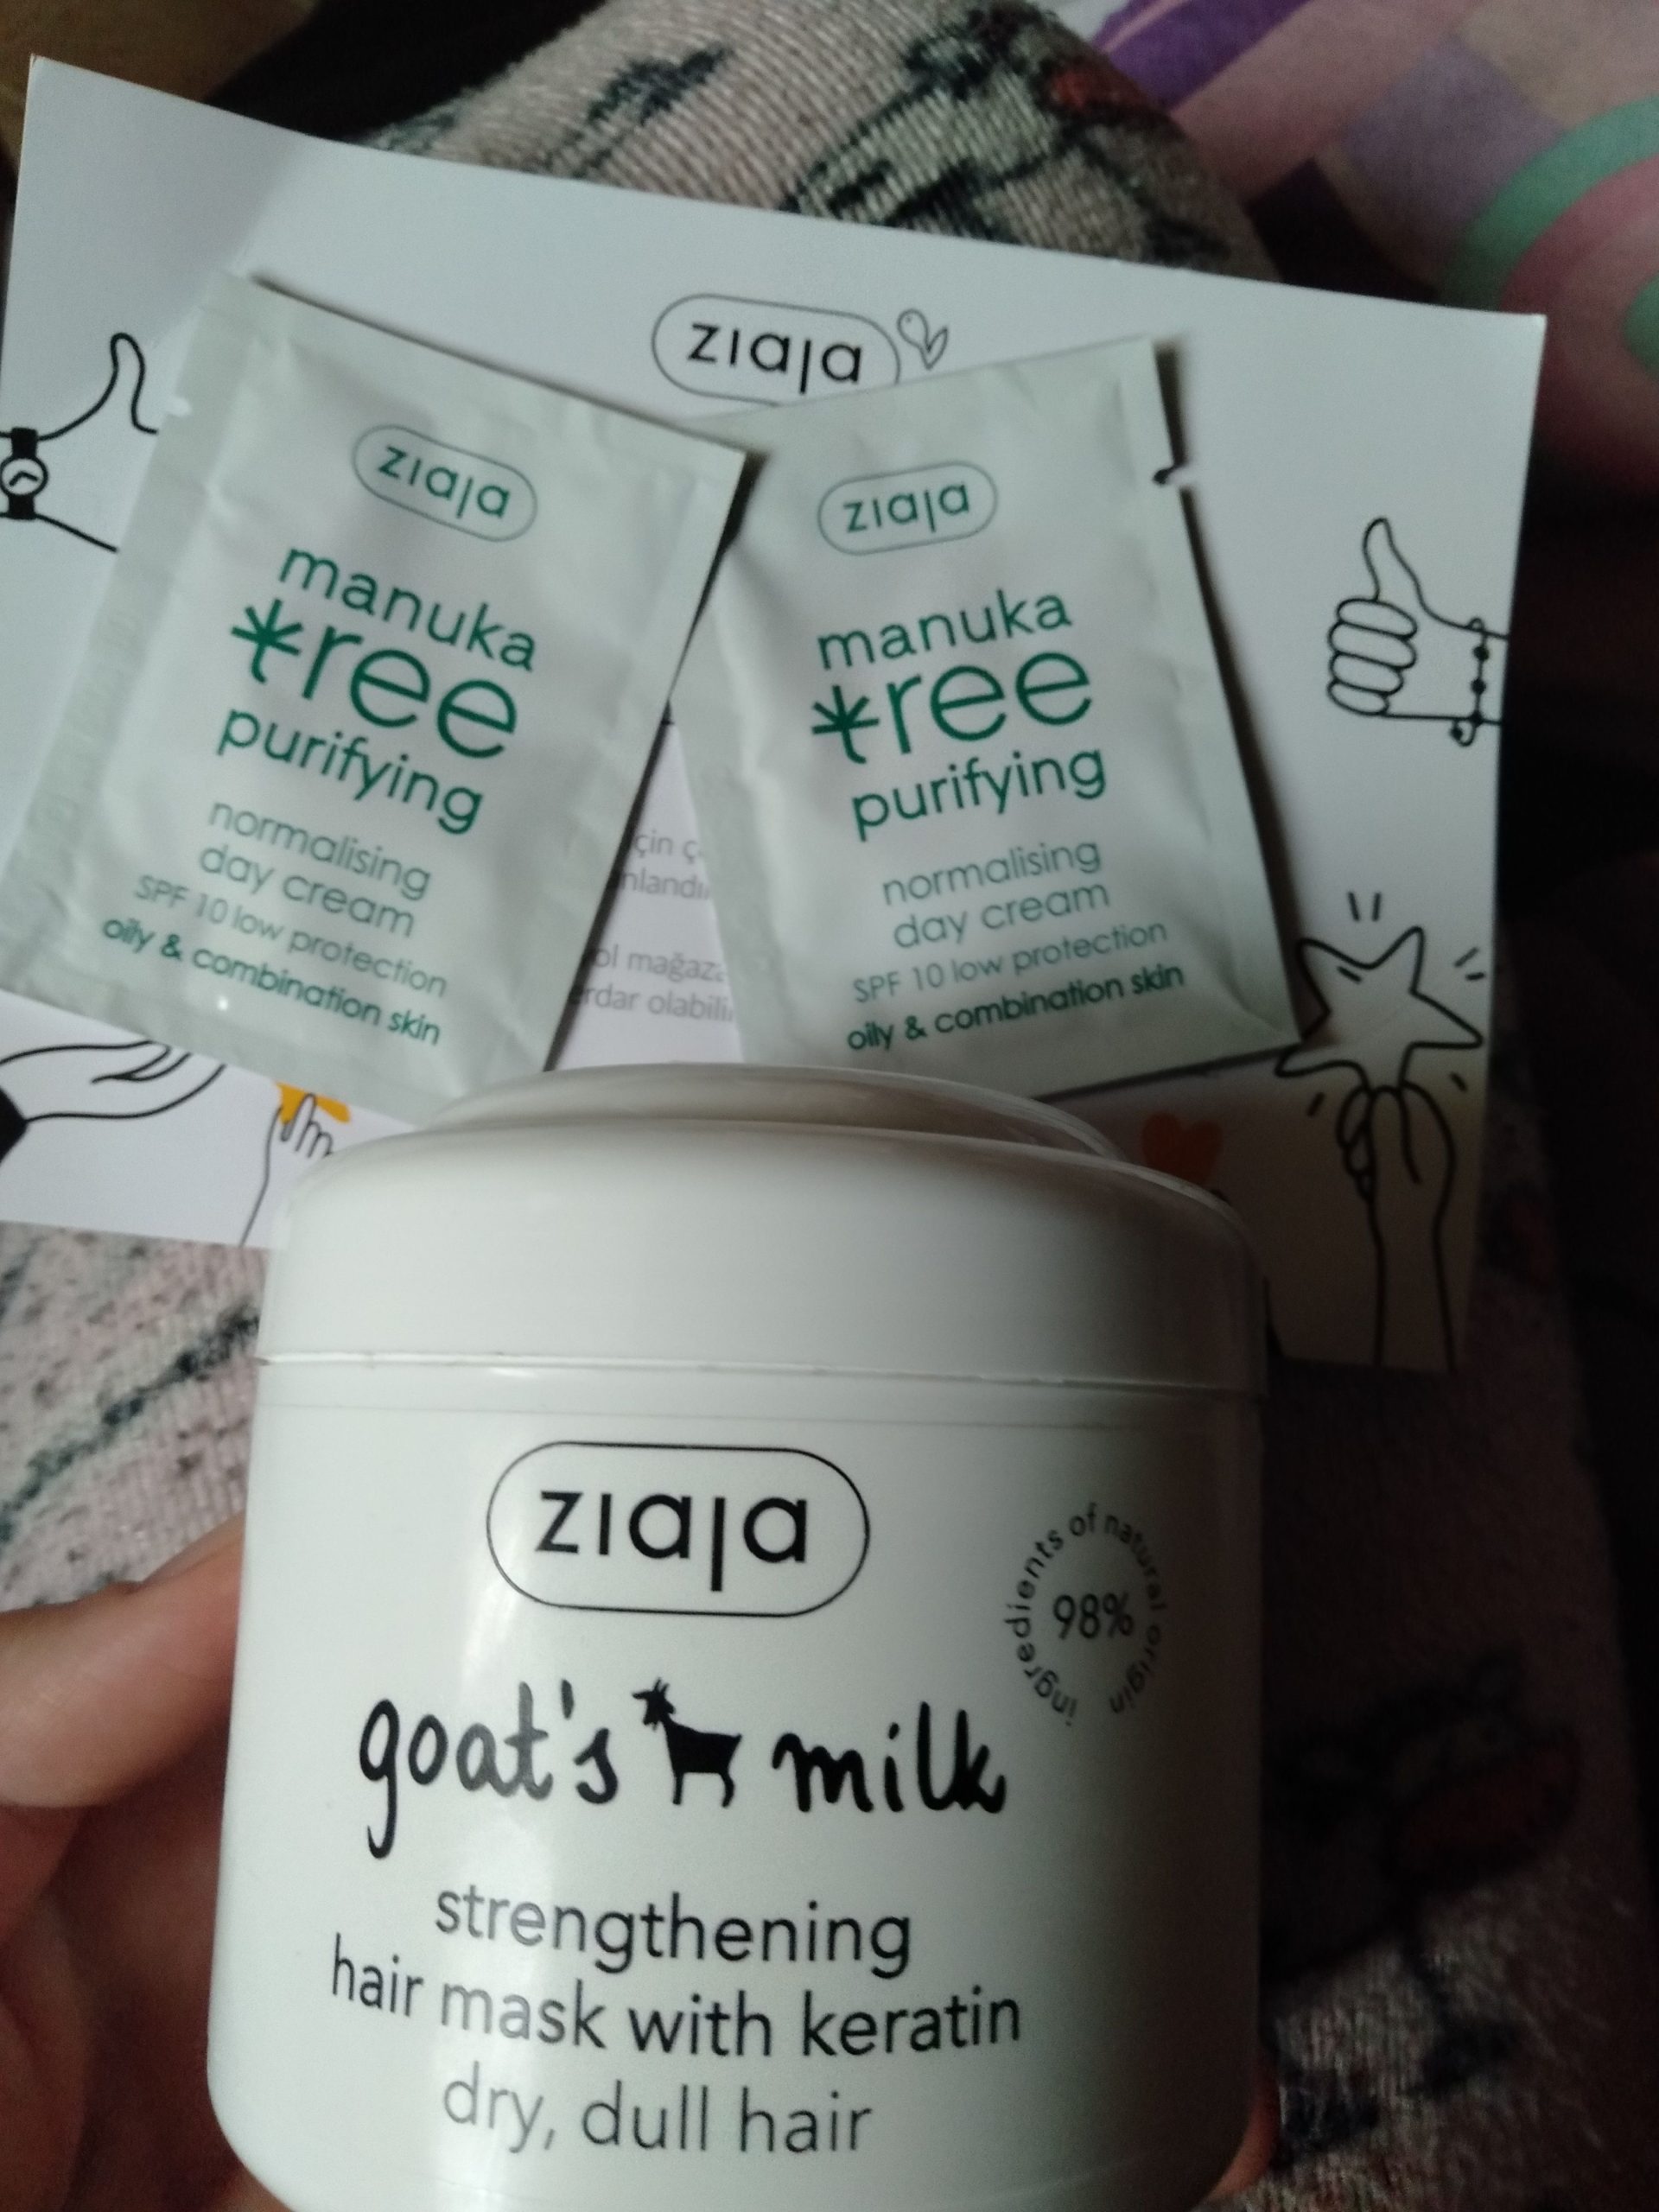 ziaja
ziaja
manuka
tree
purifying
normalising
day cream
SPF 10 low protection
oily & combination skin
ziaja
manuka
tree
purifying
normalising
day cream
SPF 10 low protection
oily & combination skin
için
ziaja
ingredients of natural origin
98%
goat's milk
strengthening
hair mask with keratin
dry, dull hair